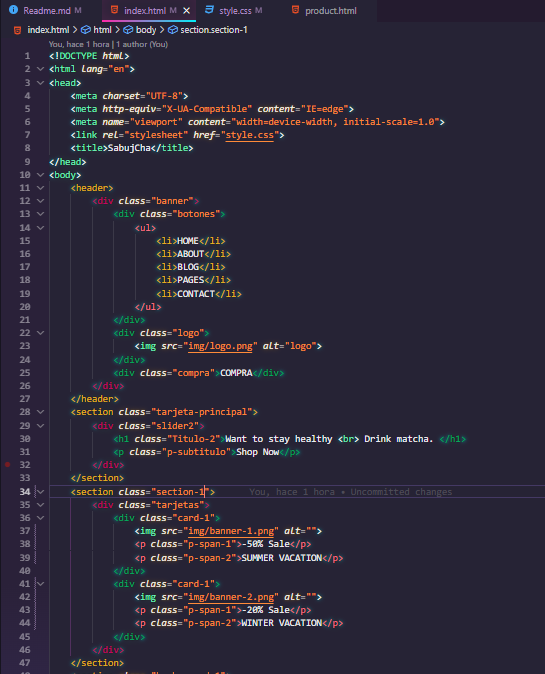 Readme.md M index.html M style.css M product.html
index.html > html > body > section.section-1
You, hace 1 hora | 1 author (You)
1 <!DOCTYPE html>
2 <html lang="en">
3 <head>
4 <meta charset="UTF-8">
5 <meta http-equiv="X-UA-Compatible" content="IE=edge">
6 <meta name="viewport" content="width=device-width, initial-scale=1.0">
7 <link rel="stylesheet" href="style.css">
8 <title>SabujCha</title>
9 </head>
10 <body>
11 <header>
12 <div class="banner">
13 <div class="botones">
14 <ul>
15 <li>HOME</li>
16 <li>ABOUT</li>
17 <li>BLOG</li>
18 <li>PAGES</li>
19 <li>CONTACT</li>
20 </ul>
21 </div>
22 <div class="logo">
23 <img src="img/logo.png" alt="logo">
24 </div>
25 <div class="compra">COMPRA</div>
26 </div>
27 </header>
28 <section class="tarjeta-principal">
29 <div class="slider2">
30 <h1 class="Titulo-2">Want to stay healthy <br> Drink matcha. </h1>
31 <p class="p-subtitulo">Shop Now</p>
32 </div>
33 </section>
34 <section class="section-1"> You, hace 1 hora • Uncommitted changes
35 <div class="tarjetas">
36 <div class="card-1">
37 <img src="img/banner-1.png" alt="">
38 <p class="p-span-1">-50% Sale</p>
39 <p class="p-span-2">SUMMER VACATION</p>
40 </div>
41 <div class="card-1">
42 <img src="img/banner-2.png" alt="">
43 <p class="p-span-1">-20% Sale</p>
44 <p class="p-span-2">WINTER VACATION</p>
45 </div>
46 </div>
47 </section>